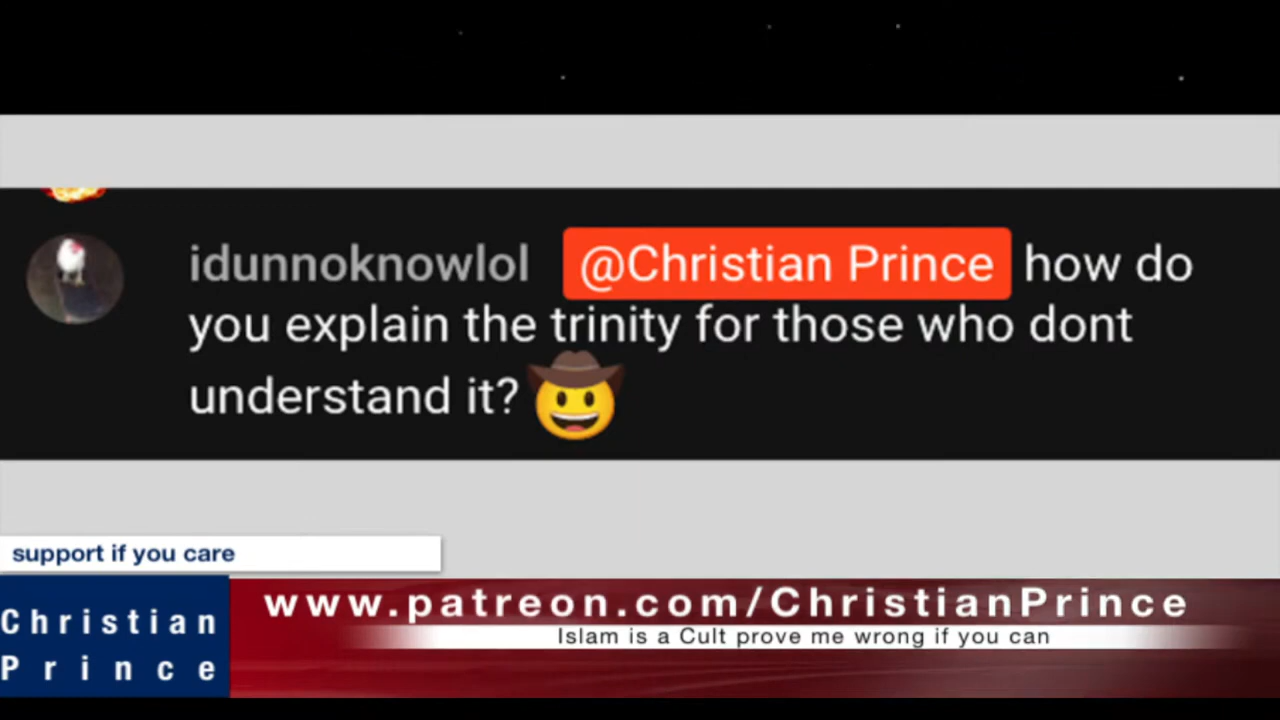 idunnoknowlol @Christian Prince how do
you explain the trinity for those who dont
understand it?🤠
support if you care
Christian
Prince
www.patreon.com/ChristianPrince
Islam is a Cult prove me wrong if you can